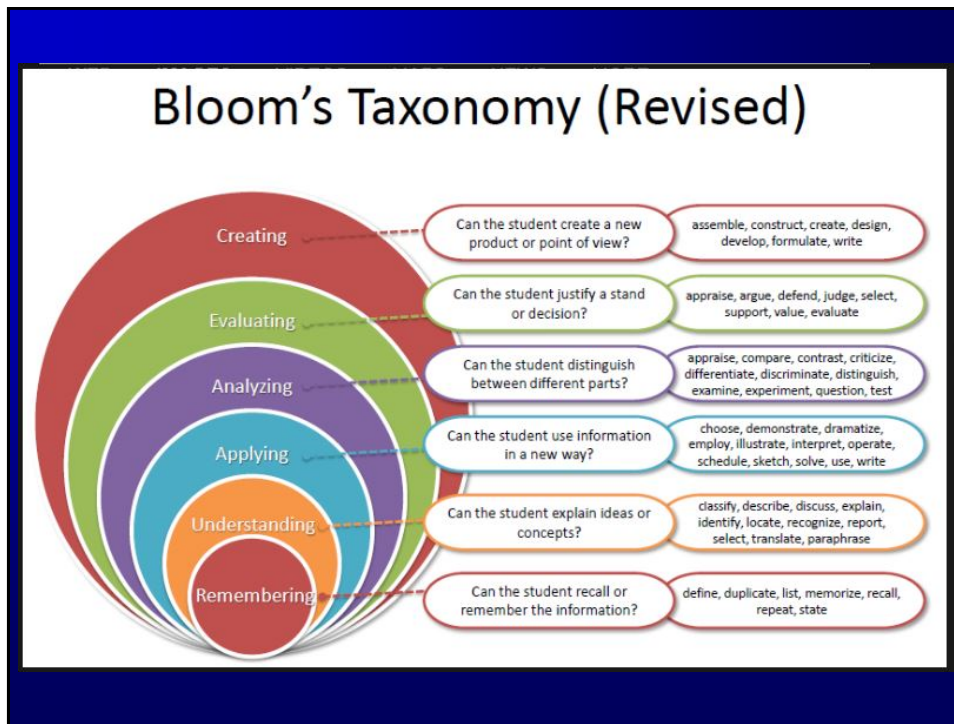 Bloom's Taxonomy (Revised)
Creating
Can the student create a new
product or point of view?
assemble, construct, create, design,
develop, formulate, write
Evaluating
Can the student justify a stand
or decision?
appraise, argue, defend, judge, select,
support, value, evaluate
Analyzing
Can the student distinguish
between different parts?
appraise, compare, contrast, criticize,
differentiate, discriminate, distinguish,
examine, experiment, question, test
Applying
Can the student use information
in a new way?
choose, demonstrate, dramatize,
employ, illustrate, interpret, operate,
schedule, sketch, solve, use, write
Understanding
Can the student explain ideas or
concepts?
classify, describe, discuss, explain,
identify, locate, recognize, report,
select, translate, paraphrase
Remembering
Can the student recall or
remember the information?
define, duplicate, list, memorize, recall,
repeat, state